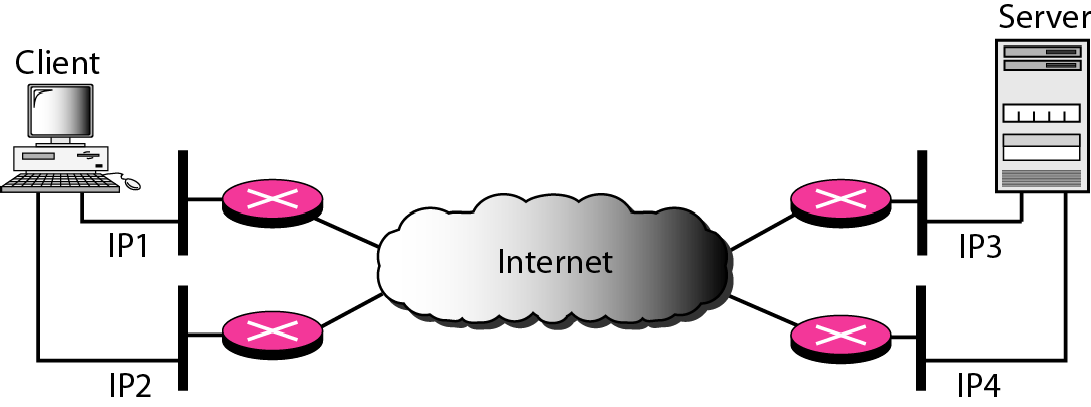 Server
Client
Internet
IP1
IP3
IP2
IP4